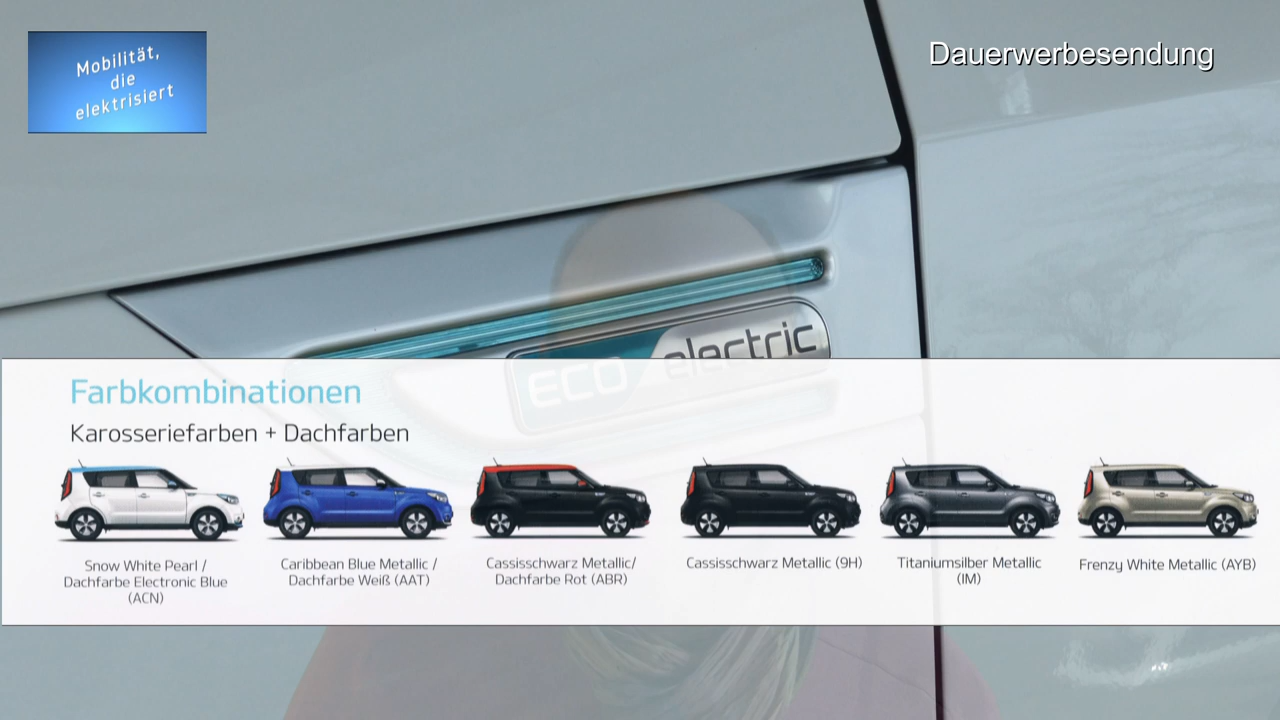 Mobilität,
die
elektrisiert
Dauerwerbesendung
ECO electric
Farbkombinationen
Karosseriefarben + Dachfarben
Snow White Pearl /
Dachfarbe Electronic Blue
(ACN)
Caribbean Blue Metallic /
Dachfarbe Weiß (AAT)
Cassisschwarz Metallic/
Dachfarbe Rot (ABR)
Cassisschwarz Metallic (9H)
Titaniumsilber Metallic
(IM)
Frenzy White Metallic (AYB)